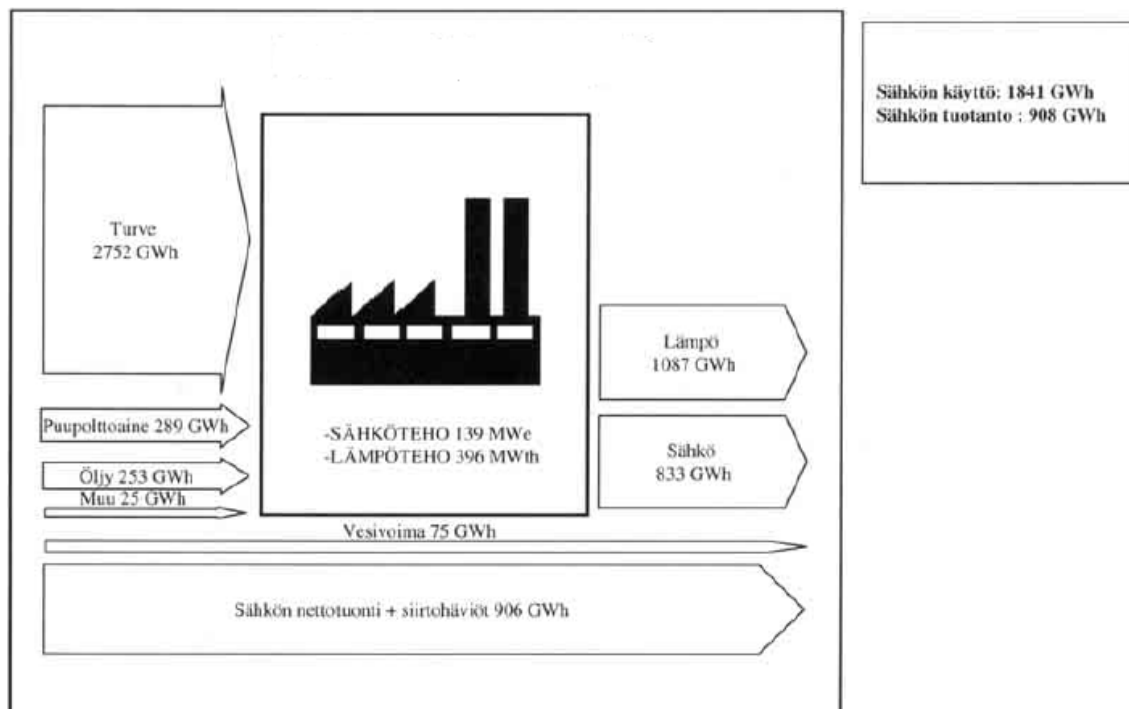 Sähkön käyttö: 1841 GWh
Sähkön tuotanto : 908 GWh
Turve
2752 GWh
Puupolttoaine 289 GWh
Öljy 253 GWh
Muu 25 GWh
-SÄHKÖTEHO 139 MWe
-LÄMPÖTEHO 396 MWth
Lämpö
1087 GWh
Sähkö
833 GWh
Vesivoima 75 GWh
Sähkön nettotuonti + siirtohäviöt 906 GWh